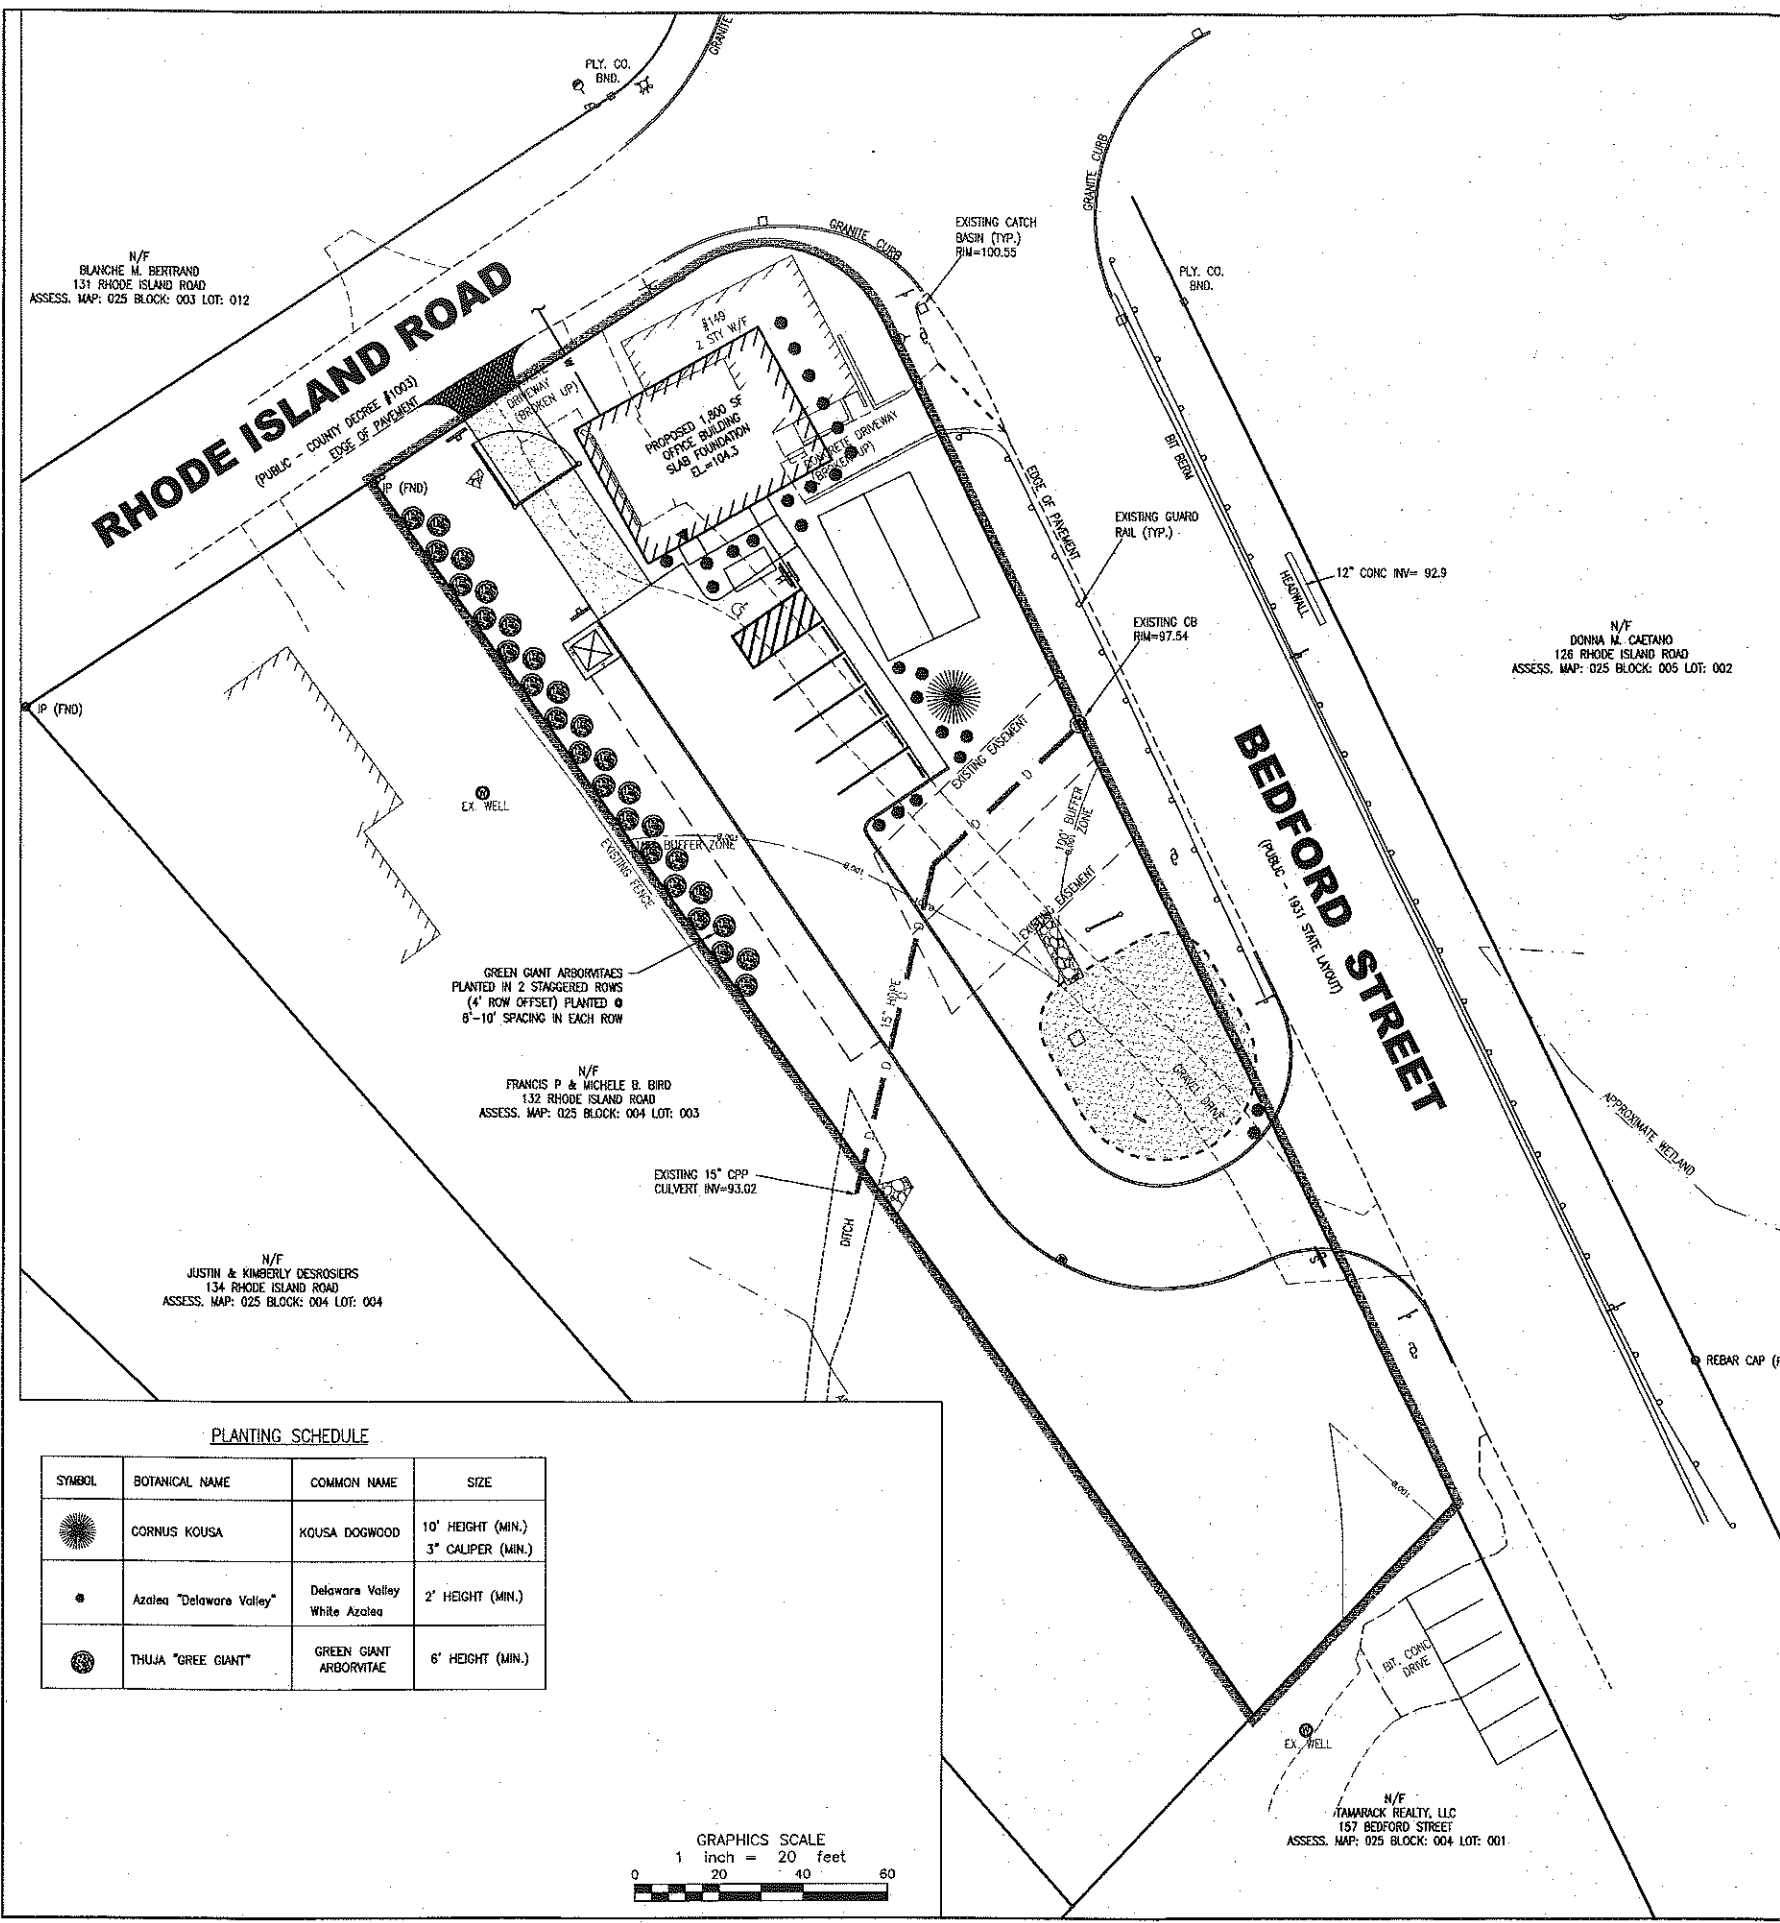 GRANITE
PLY. CO.
BND.
GRANITE CURB
GRANITE CURB
EXISTING CATCH
BASIN (TYP.)
RIM=100.55
PLY. CO.
BND.
N/F
BLANCHE M. BERTRAND
131 RHODE ISLAND ROAD
ASSESS. MAP: 025 BLOCK: 003 LOT: 012
RHODE ISLAND ROAD
(PUBLIC - COUNTY DECREE #1003)
EDGE OF PAVEMENT
#149
2 STY W/F
DRIVEWAY
(BROKEN UP)
PROPOSED 1,800 SF
OFFICE BUILDING
SLAB FOUNDATION
EL.=104.3
CONCRETE DRIVEWAY
(BROKEN UP)
IP (FND)
BIT BERM
EDGE OF PAVEMENT
EXISTING GUARD
RAIL (TYP.)
HEADWALL
12" CONC INV= 92.9
EXISTING CB
RIM=97.54
N/F
DONNA M. CAETANO
126 RHODE ISLAND ROAD
ASSESS. MAP: 025 BLOCK: 005 LOT: 002
IP (FND)
EX. WELL
EXISTING EASEMENT
D
D
BEDFORD STREET
(PUBLIC - 1931 STATE LAYOUT)
100' BUFFER
ZONE
BUFFER ZONE
EXISTING FENCE
EXISTING EASEMENT
GREEN GIANT ARBORVITAES
PLANTED IN 2 STAGGERED ROWS
(4' ROW OFFSET) PLANTED @
8'-10' SPACING IN EACH ROW
15" HDPE
D
D
D
D
GRAVEL DRIVE
N/F
FRANCIS P & MICHELE B. BIRD
132 RHODE ISLAND ROAD
ASSESS. MAP: 025 BLOCK: 004 LOT: 003
APPROXIMATE WETLAND
EXISTING 15" CPP
CULVERT INV=93.02
DITCH
N/F
JUSTIN & KIMBERLY DESROSIERS
134 RHODE ISLAND ROAD
ASSESS. MAP: 025 BLOCK: 004 LOT: 004
REBAR CAP (F
PLANTING SCHEDULE
SYMBOL BOTANICAL NAME COMMON NAME SIZE
CORNUS KOUSA KOUSA DOGWOOD 10' HEIGHT (MIN.)
3" CALIPER (MIN.)
Azalea "Delaware Valley" Delaware Valley
White Azalea 2' HEIGHT (MIN.)
THUJA "GREE GIANT" GREEN GIANT
ARBORVITAE 6' HEIGHT (MIN.)
BIT. CONC
DRIVE
EX. WELL
N/F
TAMARACK REALTY, LLC
157 BEDFORD STREET
ASSESS. MAP: 025 BLOCK: 004 LOT: 001
GRAPHICS SCALE
1 inch = 20 feet
0 20 40 60